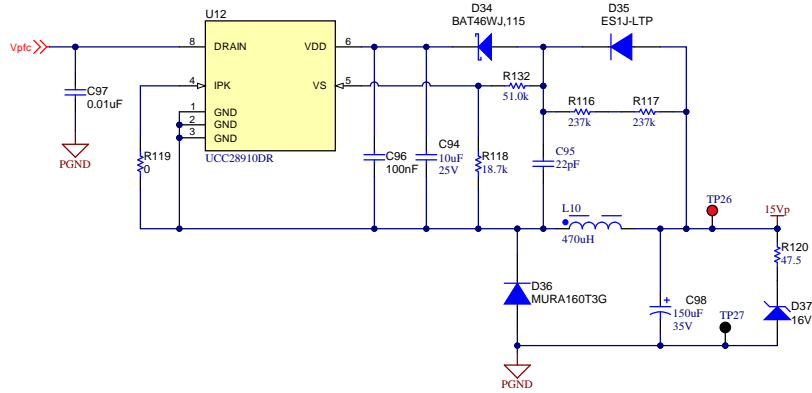 U12
D34
BAT46WJ,115
D35
ES1J-LTP
Vpfc
8
DRAIN
VDD
6
4
IPK
VS
5
R132
51.0k
C97
0.01uF
1
GND
2
GND
3
GND
R116
237k
R117
237k
PGND
R119
0
UCC28910DR
C96
100nF
C94
10uF
25V
R118
18.7k
C95
22pF
L10
470uH
TP26
15Vp
R120
47.5
D36
MURA160T3G
C98
150uF
35V
TP27
D37
16V
PGND